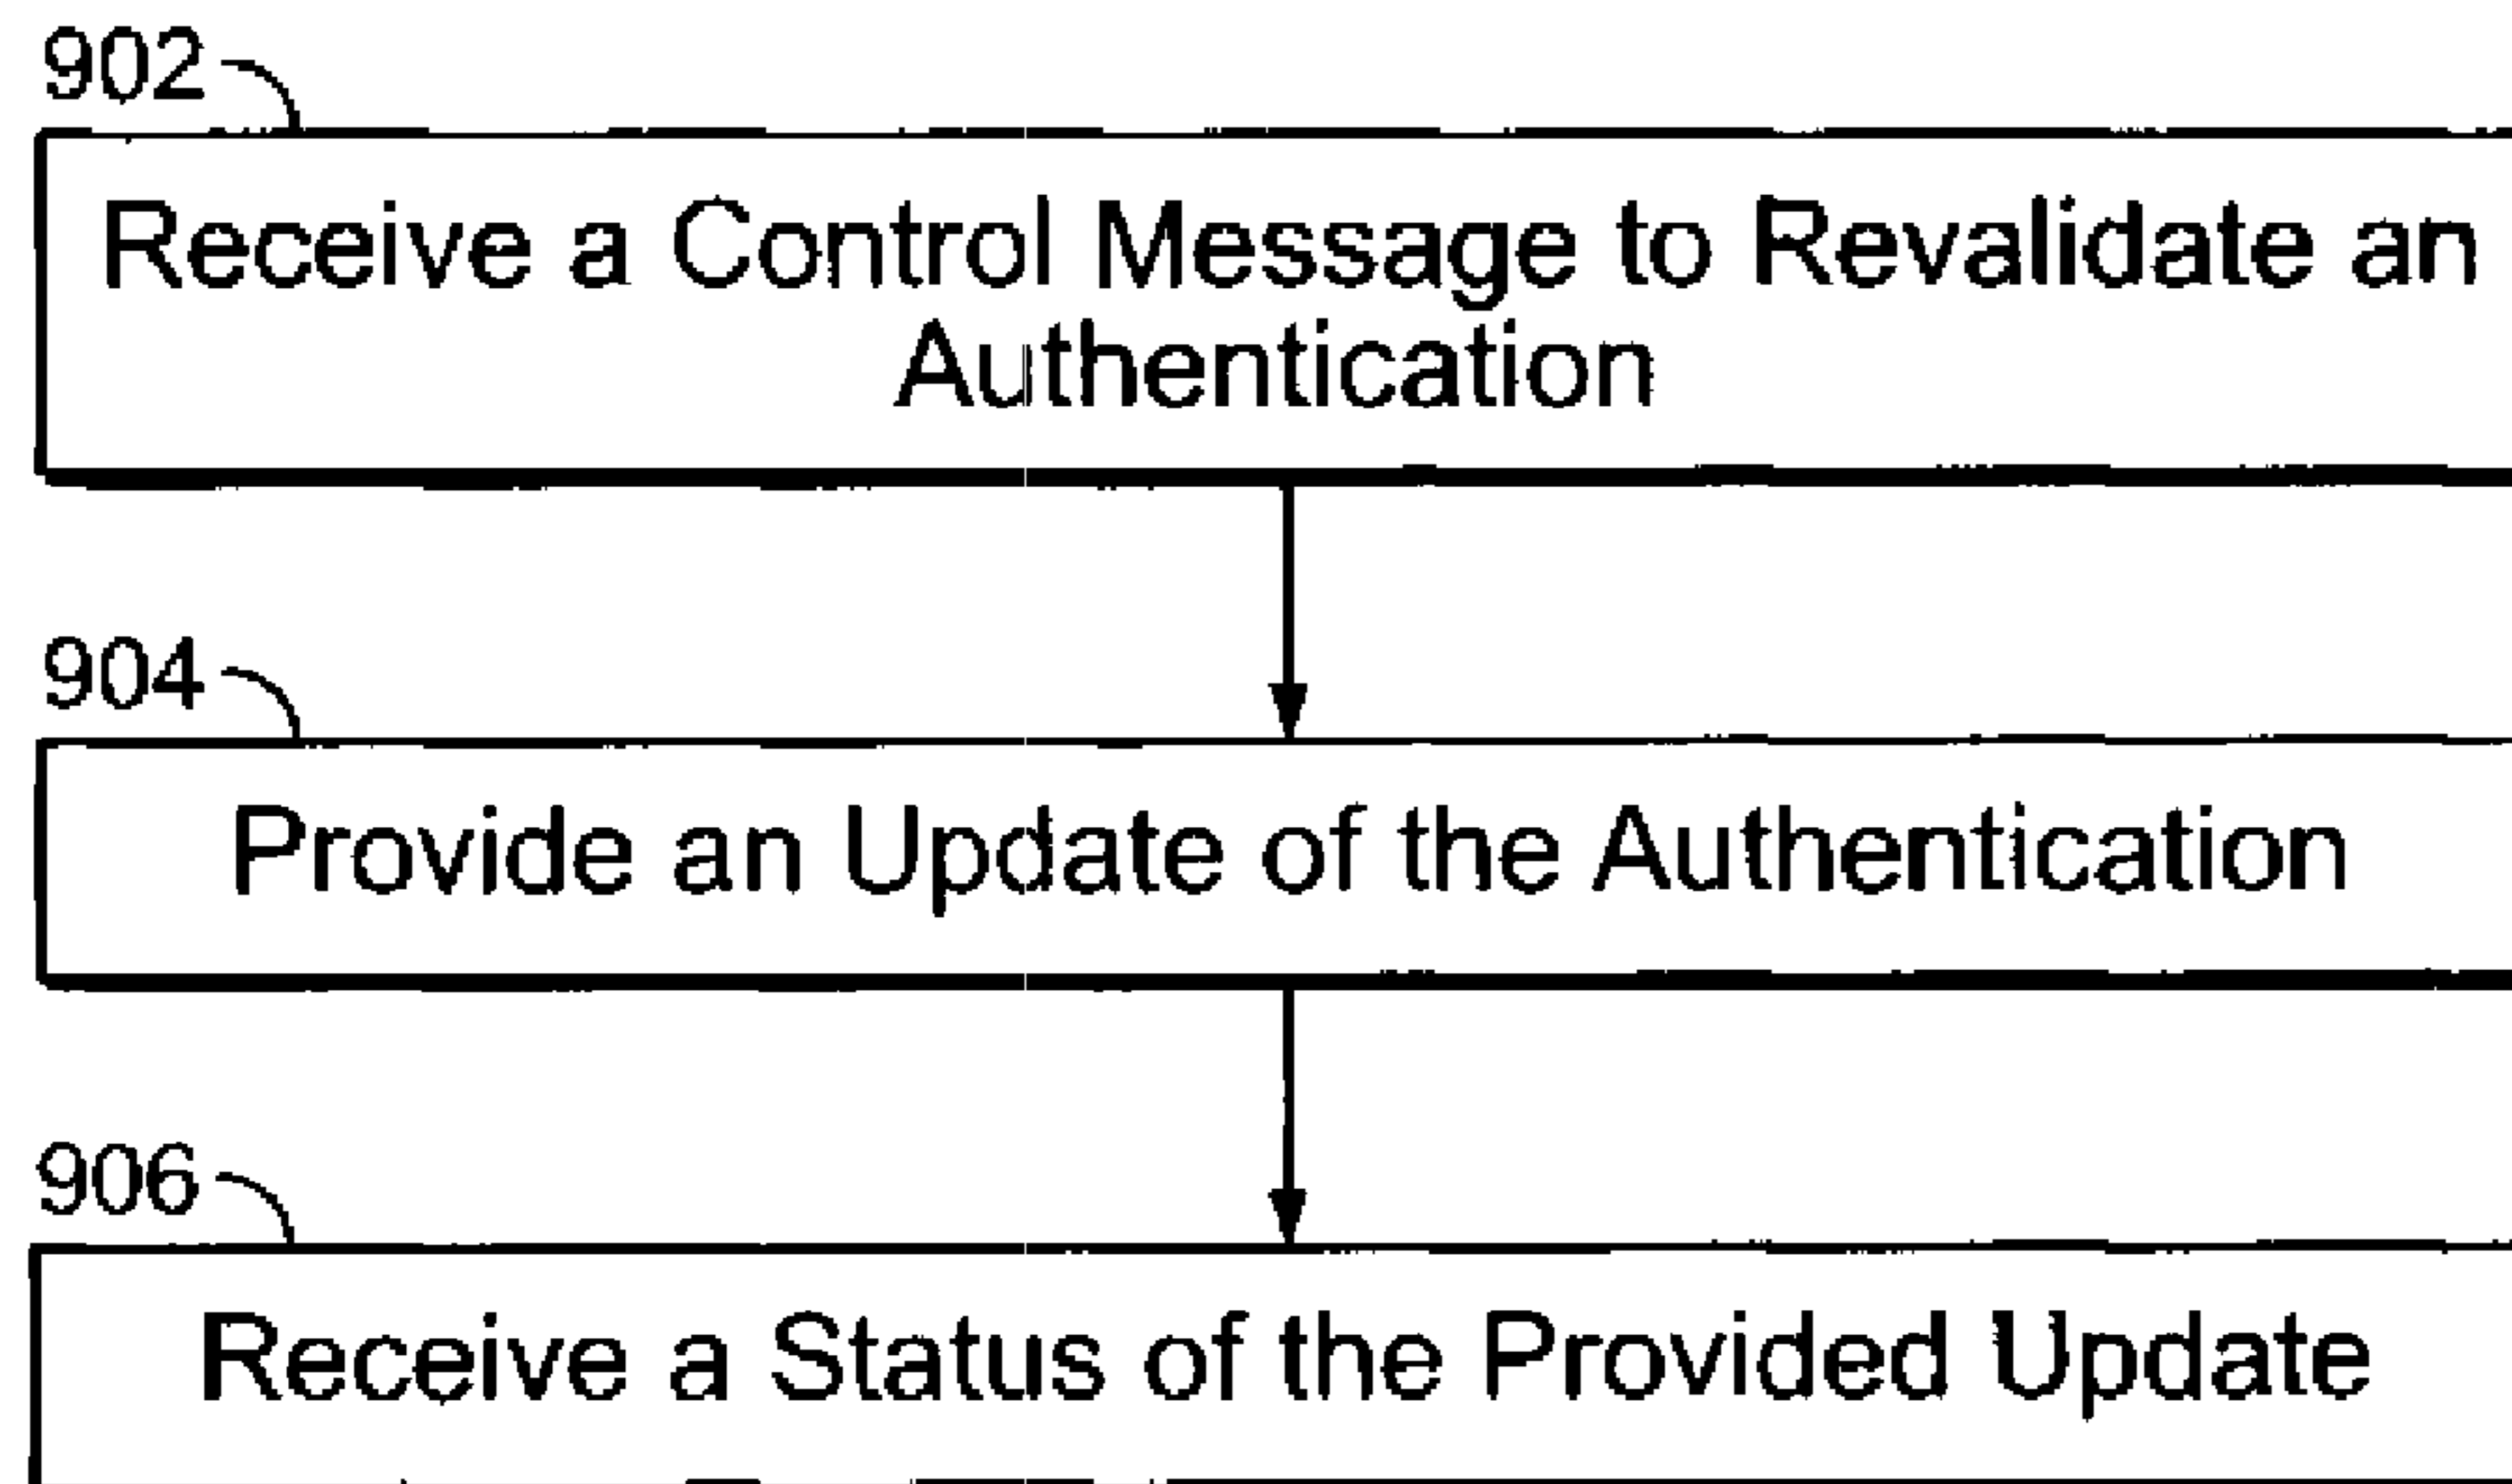 902
Receive a Control Message to Revalidate an
Authentication
904
Provide an Update of the Authentication
906
Receive a Status of the Provided Update